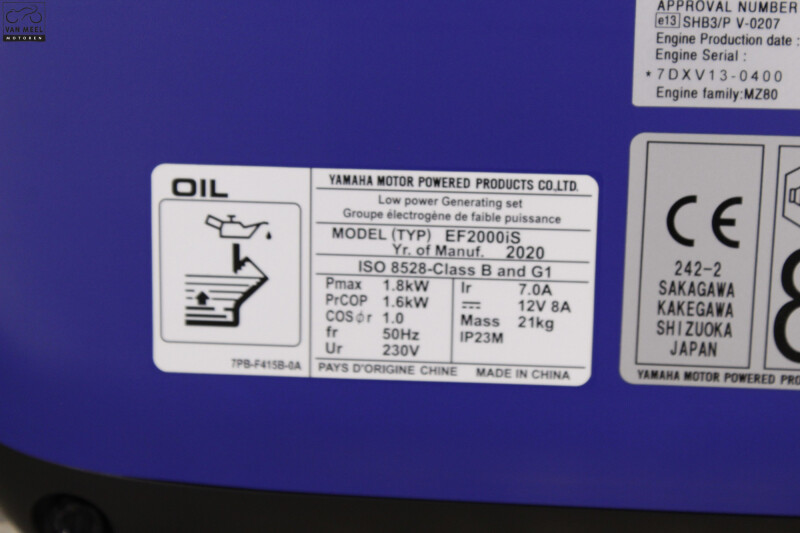 VAN MEEL
MOTOREN
APPROVAL NUMBER
e13 SHB3/P V-0207
Engine Production date :
Engine Serial :
*7DXV13-0400
Engine family:MZ80
OIL
7PB-F415B-0A
YAMAHA MOTOR POWERED PRODUCTS CO.,LTD.
Low power Generating set
Groupe électrogène de faible puissance
MODEL (TYP) EF2000iS
Yr. of Manuf. 2020
ISO 8528-Class B and G1
Pmax 1.8kW
PrCOP 1.6kW
COSϕr 1.0
fr 50Hz
Ur 230V
Ir 7.0A
12V 8A
Mass 21kg
IP23M
PAYS D'ORIGINE CHINE MADE IN CHINA
CE
242-2
SAKAGAWA
KAKEGAWA
SHIZUOKA
JAPAN
YAMAHA MOTOR POWERED PRO